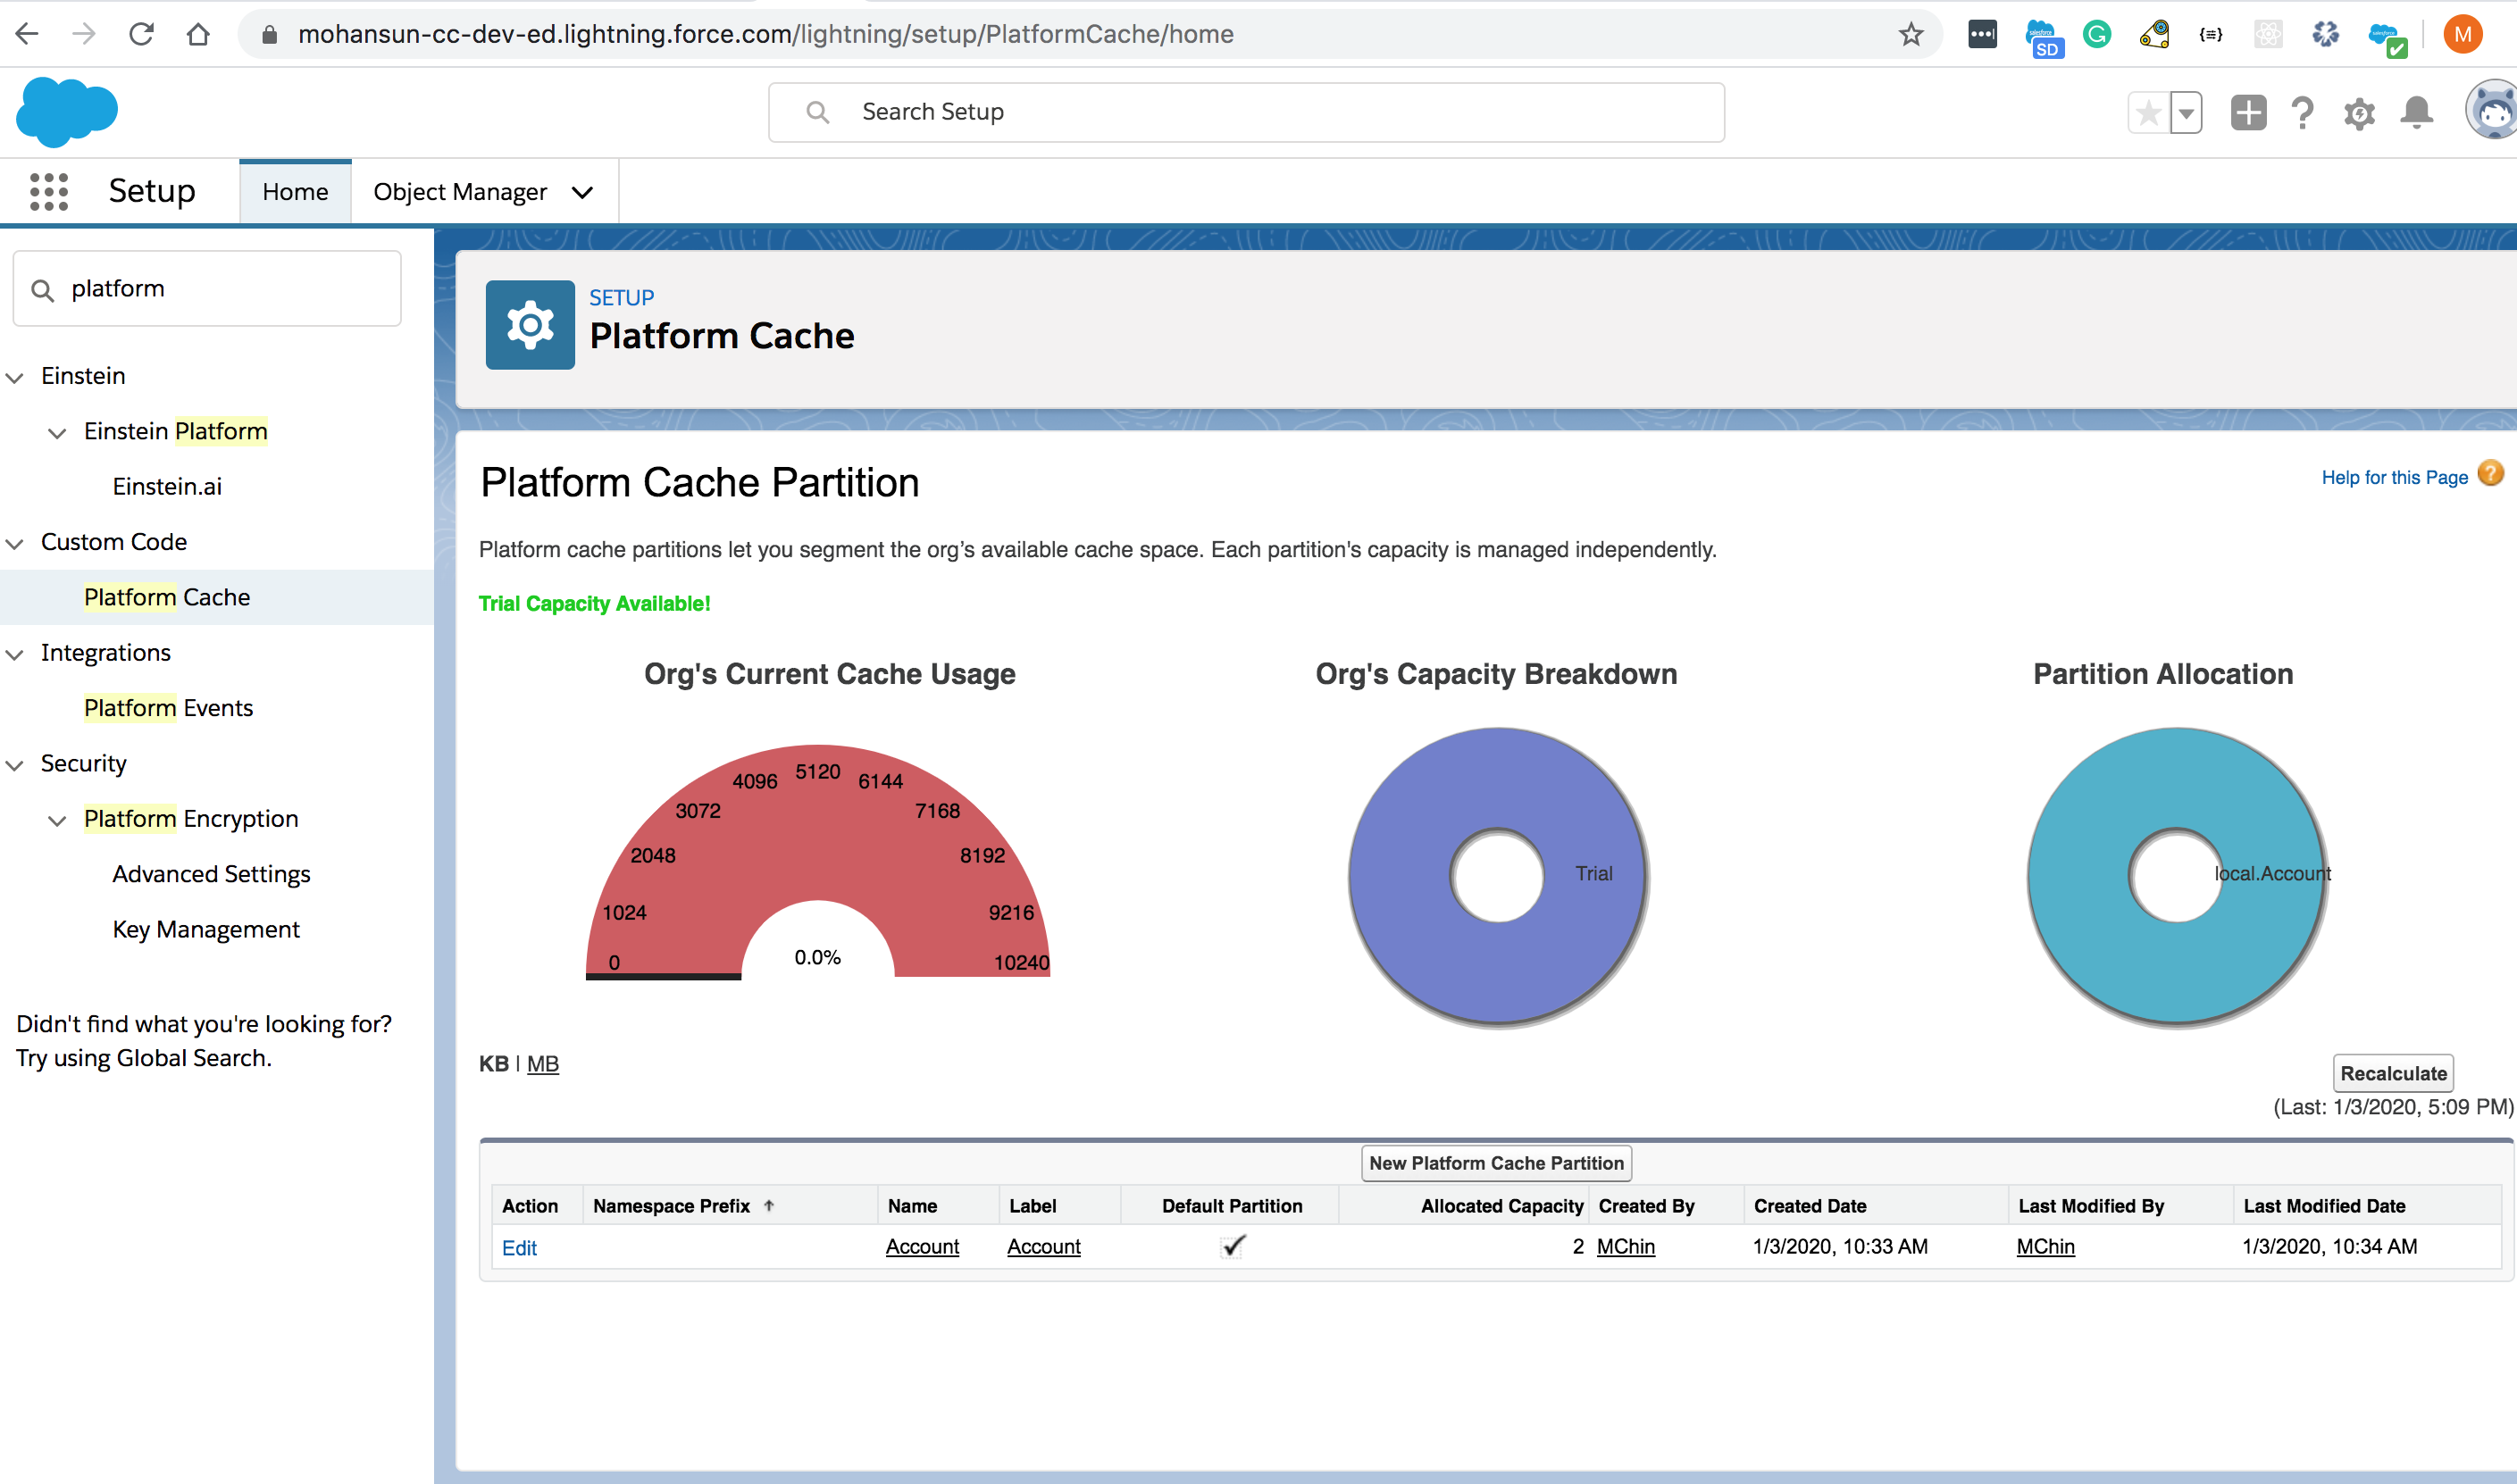 mohansun-cc-dev-ed.lightning.force.com/lightning/setup/PlatformCache/home
SD
M
Search Setup
Setup
Home
Object Manager
platform
Einstein
Einstein Platform
Einstein.ai
Custom Code
Platform Cache
Integrations
Platform Events
Security
Platform Encryption
Advanced Settings
Key Management
Didn't find what you're looking for?
Try using Global Search.
SETUP
Platform Cache
Platform Cache Partition
Help for this Page
Platform cache partitions let you segment the org's available cache space. Each partition's capacity is managed independently.
Trial Capacity Available!
Org's Current Cache Usage
0
1024
2048
3072
4096
5120
6144
7168
8192
9216
10240
0.0%
Org's Capacity Breakdown
Trial
Partition Allocation
local.Account
KB | MB
Recalculate
(Last: 1/3/2020, 5:09 PM)
New Platform Cache Partition
Action Namespace Prefix Name Label Default Partition Allocated Capacity Created By Created Date Last Modified By Last Modified Date
Edit Account Account 2 MChin 1/3/2020, 10:33 AM MChin 1/3/2020, 10:34 AM